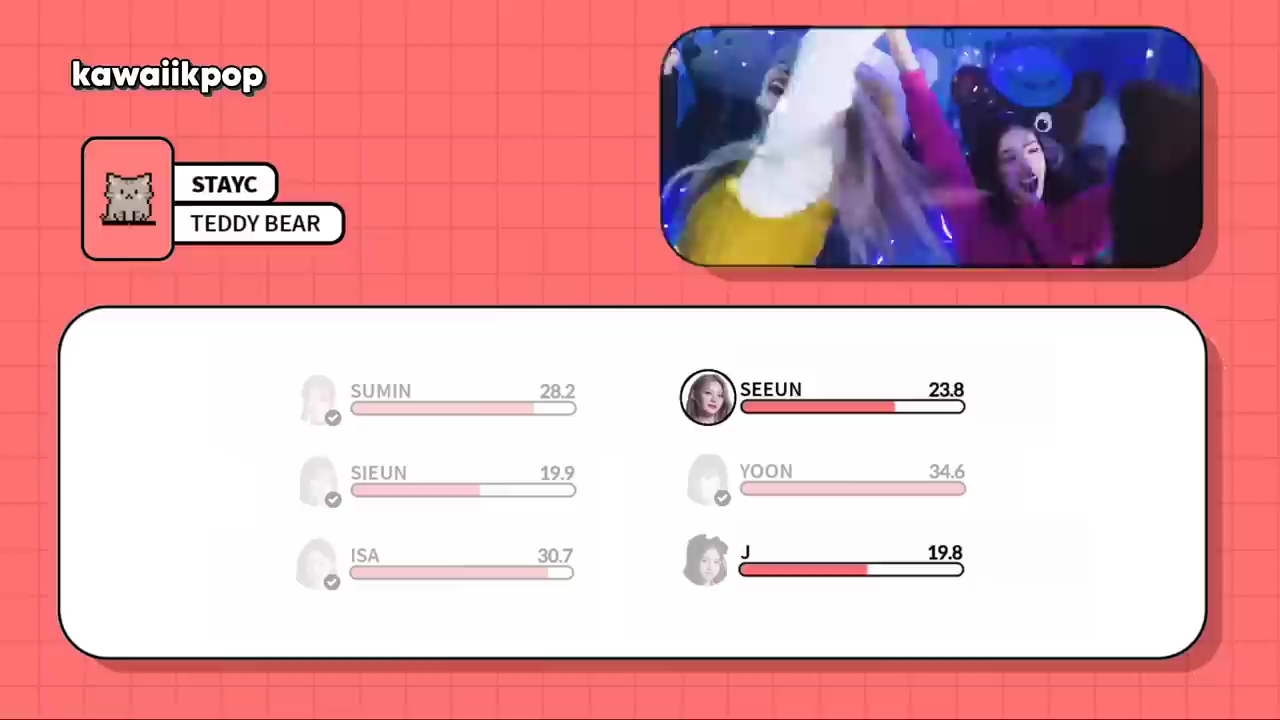 kawaiikpop
STAYC
TEDDY BEAR
SUMIN 28.2
SEEUN 23.8
SIEUN 19.9
YOON 34.6
ISA 30.7
J 19.8